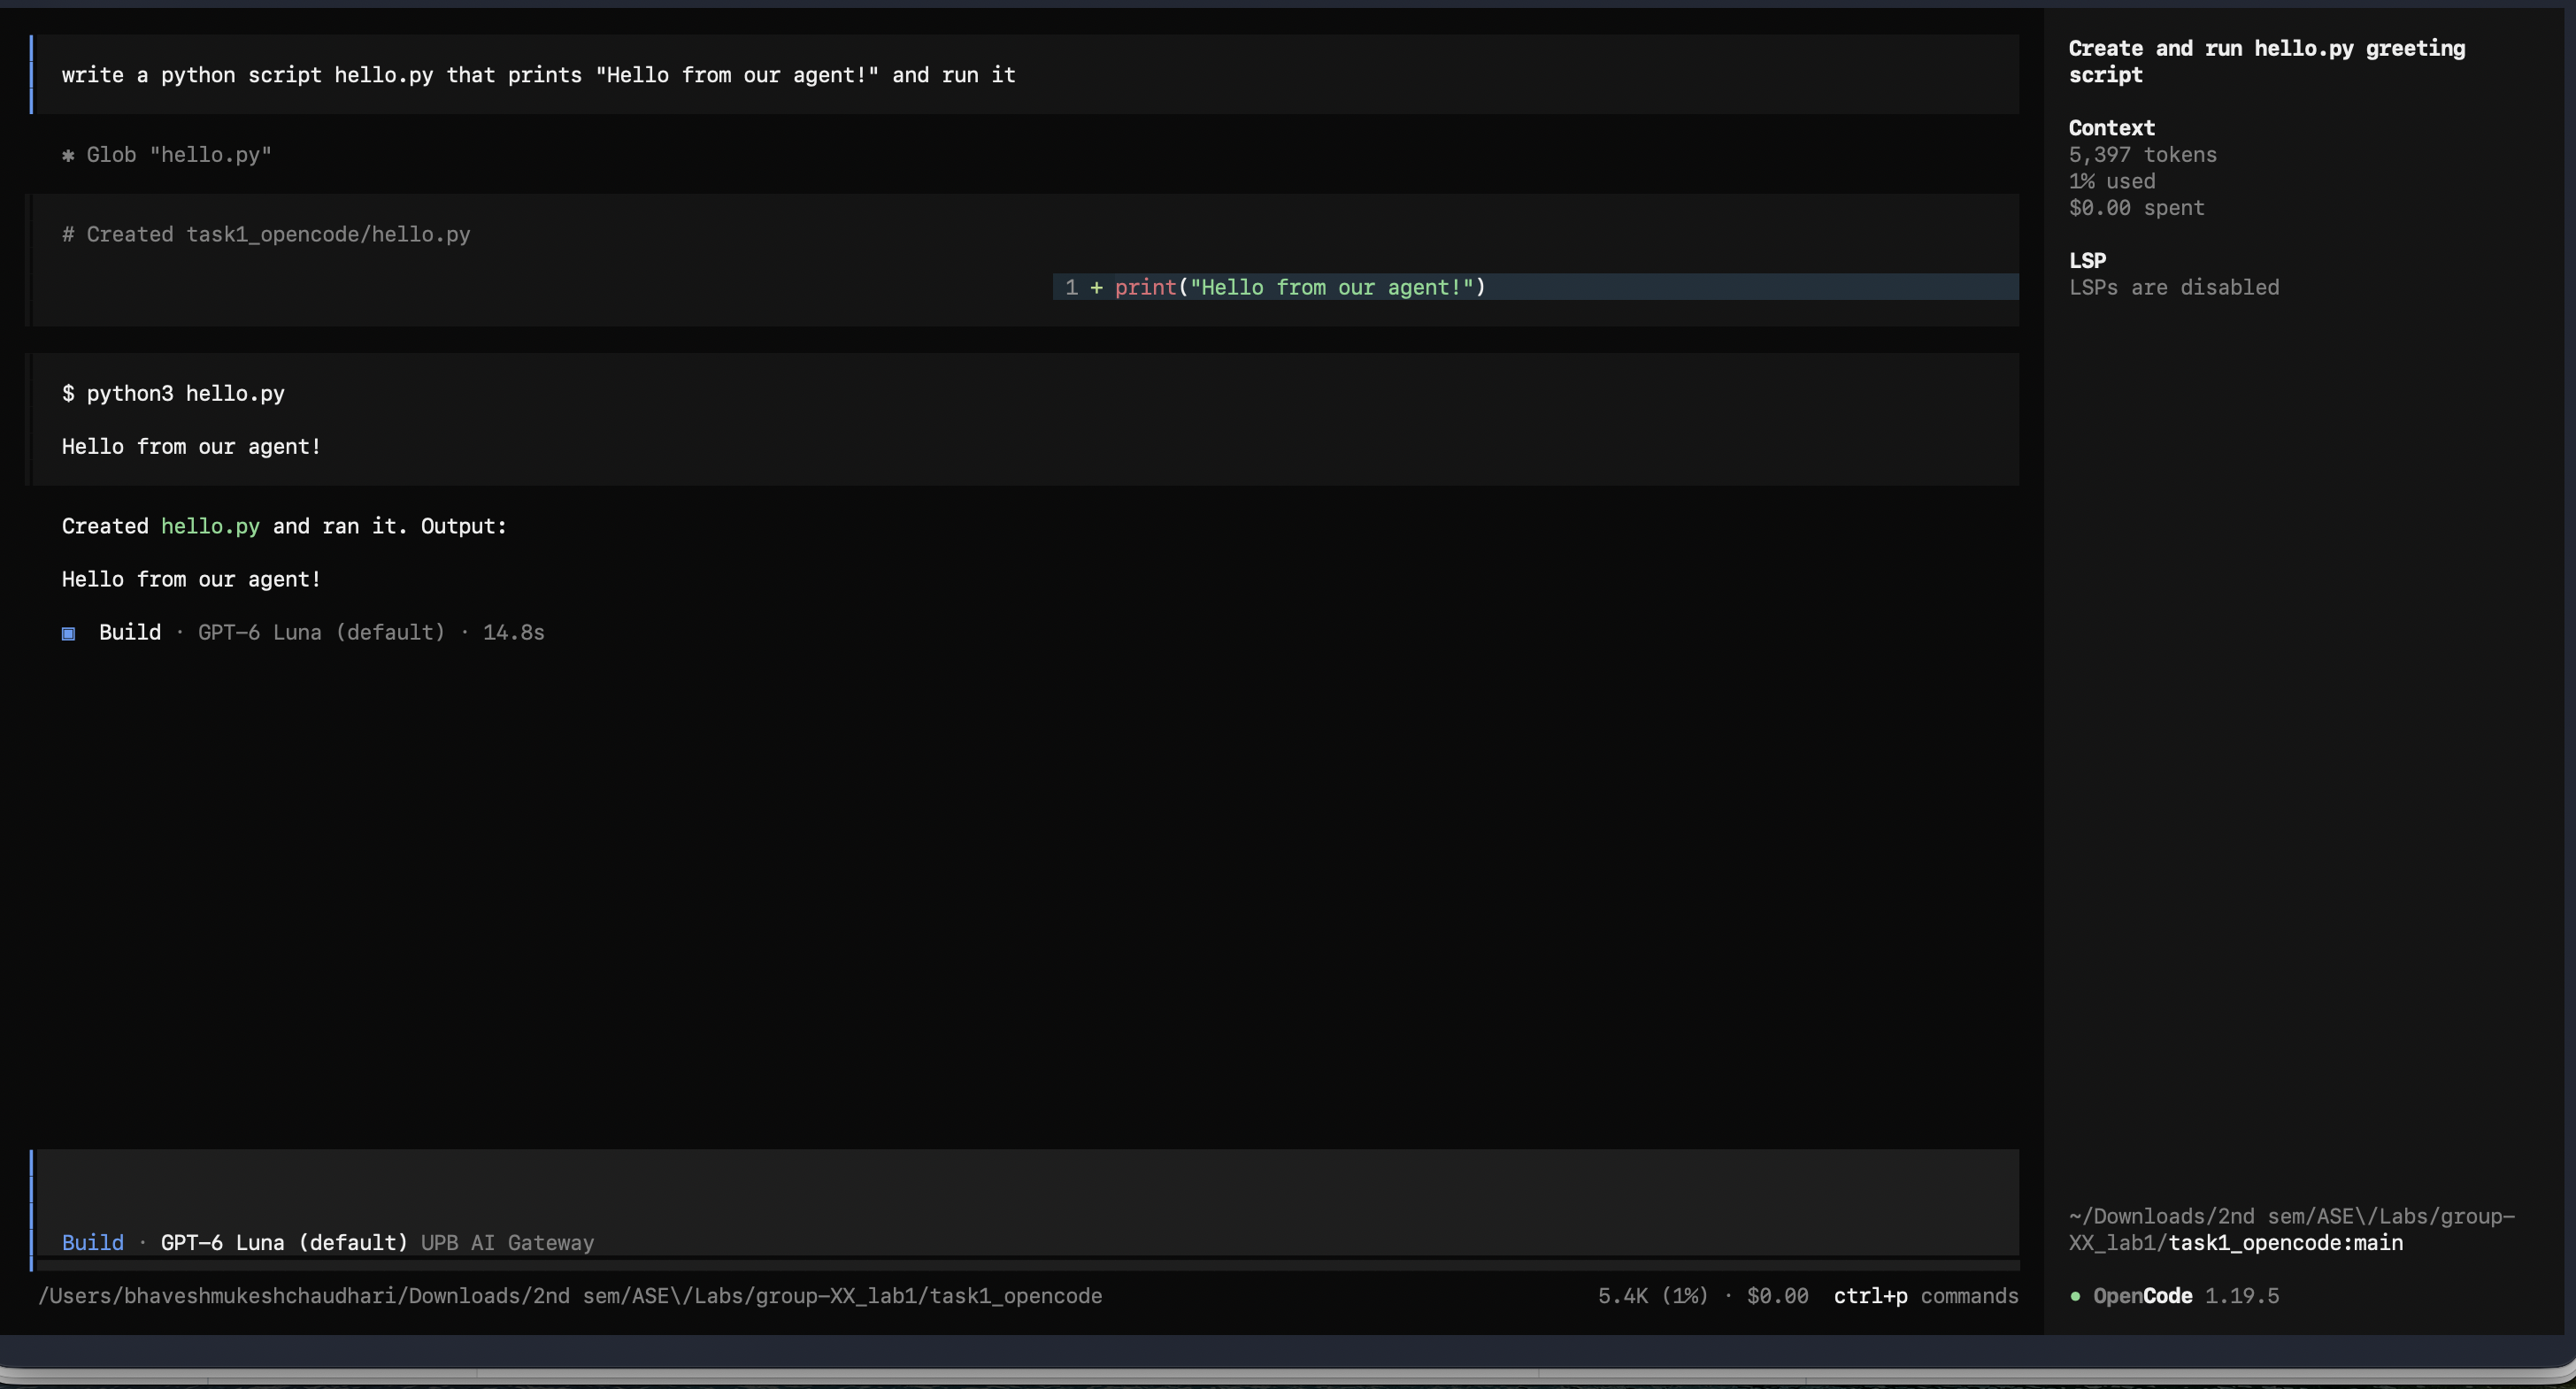 write a python script hello.py that prints "Hello from our agent!" and run it
✱ Glob "hello.py"
# Created task1_opencode/hello.py
1 + print("Hello from our agent!")
$ python3 hello.py
Hello from our agent!
Created hello.py and ran it. Output:
Hello from our agent!
▣ Build · GPT-6 Luna (default) · 14.8s
Build · GPT-6 Luna (default) UPB AI Gateway
/Users/bhaveshmukeshchaudhari/Downloads/2nd sem/ASE\/Labs/group-XX_lab1/task1_opencode
5.4K (1%) · $0.00 ctrl+p commands
Create and run hello.py greeting
script
Context
5,397 tokens
1% used
$0.00 spent
LSP
LSPs are disabled
~/Downloads/2nd sem/ASE\/Labs/group-
XX_lab1/task1_opencode:main
• OpenCode 1.19.5